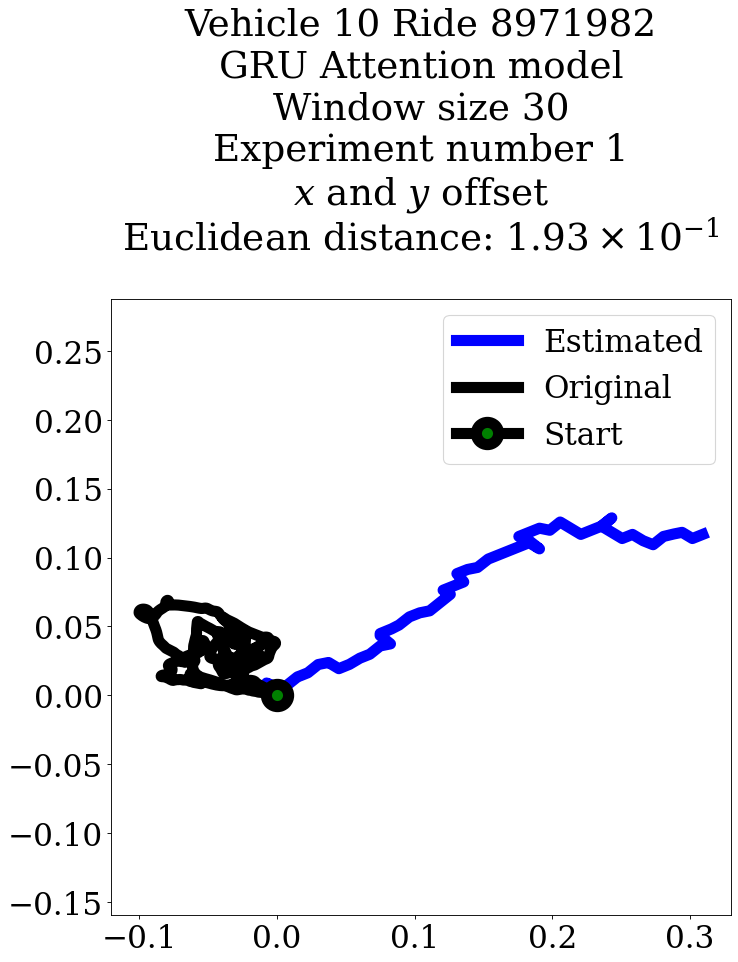 Vehicle 10 Ride 8971982
GRU Attention model
Window size 30
Experiment number 1
x and y offset
Euclidean distance: 1.93 × 10⁻¹
Estimated
Original
Start
0.25
0.20
0.15
0.10
0.05
0.00
−0.05
−0.10
−0.15
−0.1 0.0 0.1 0.2 0.3